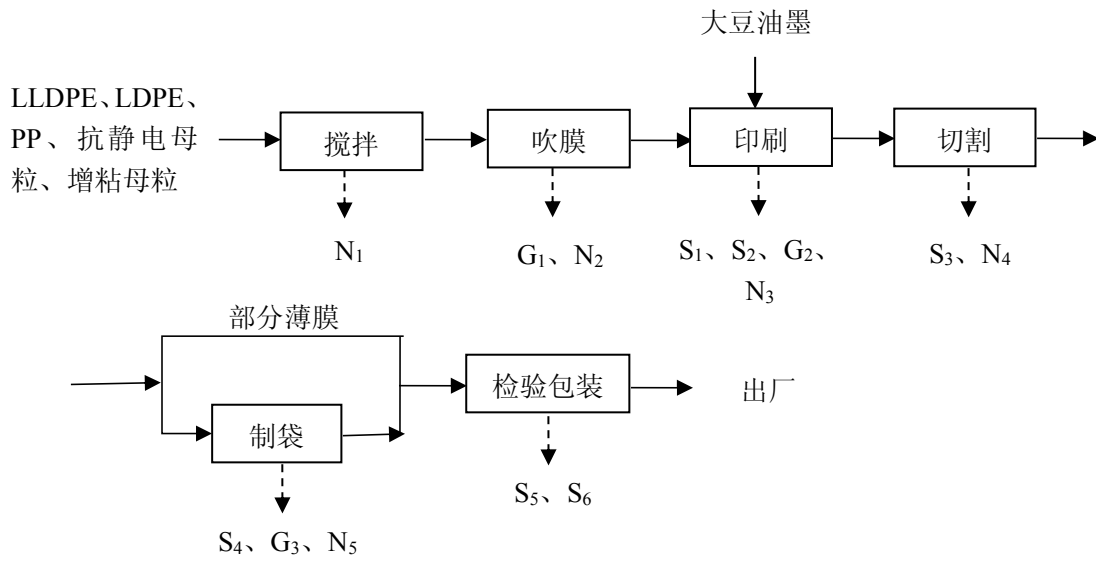 大豆油墨
LLDPE、LDPE、
PP、抗静电母
粒、增粘母粒
搅拌
吹膜
印刷
切割
N₁
G₁、N₂
S₁、S₂、G₂、
N₃
S₃、N₄
部分薄膜
制袋
检验包装
出厂
S₅、S₆
S₄、G₃、N₅